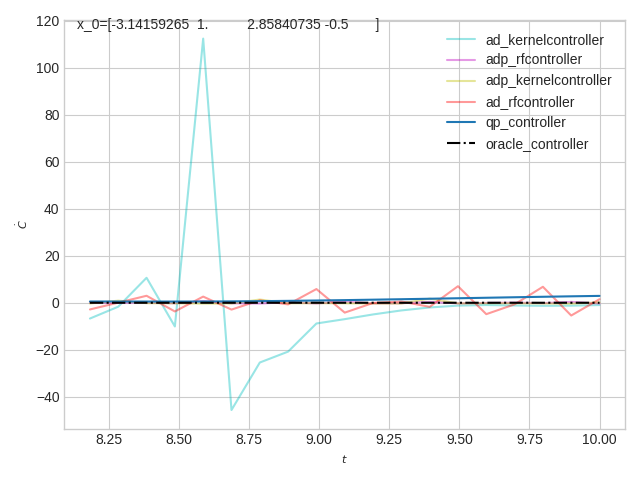 x_0=[-3.14159265 1. 2.85840735 -0.5 ]
120
100
80
60
40
20
0
−20
−40
Ċ
ad_kernelcontroller
adp_rfcontroller
adp_kernelcontroller
ad_rfcontroller
qp_controller
oracle_controller
8.25 8.50 8.75 9.00 9.25 9.50 9.75 10.00
t